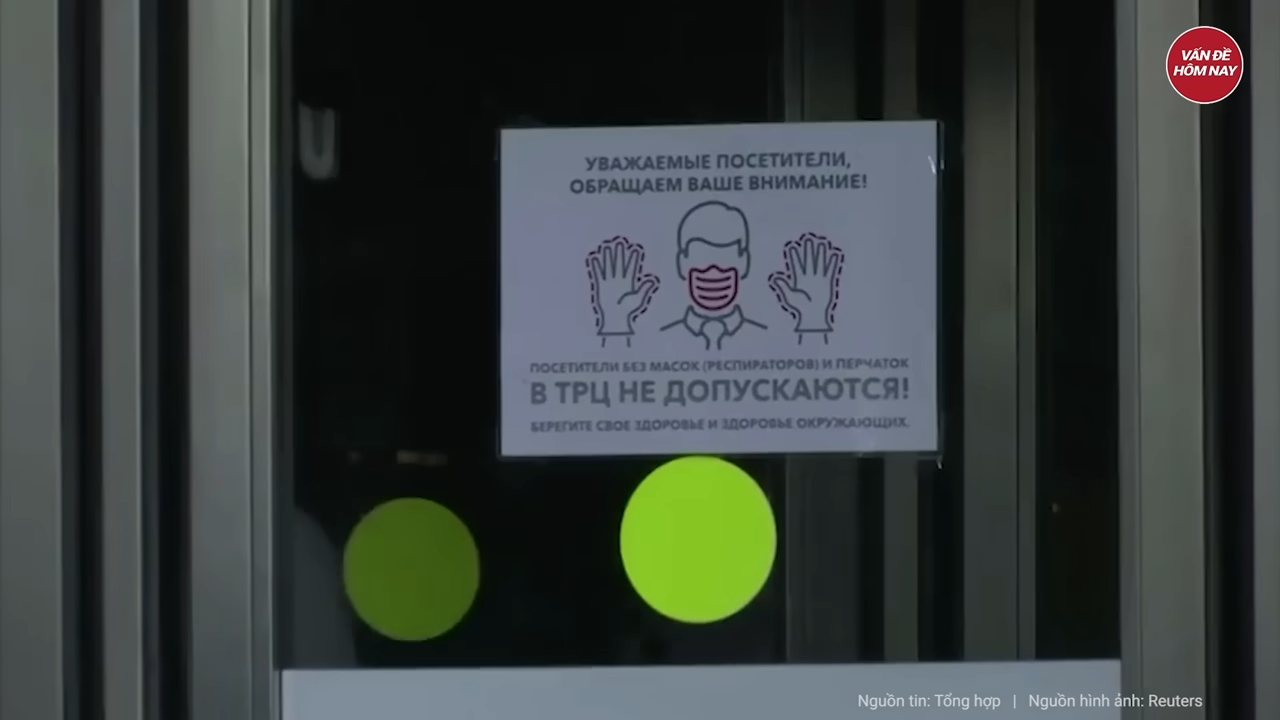 VẤN ĐỀ
HÔM NAY
U
УВАЖАЕМЫЕ ПОСЕТИТЕЛИ,
ОБРАЩАЕМ ВАШЕ ВНИМАНИЕ!
ПОСЕТИТЕЛИ БЕЗ МАСОК (РЕСПИРАТОРОВ) И ПЕРЧАТОК
В ТРЦ НЕ ДОПУСКАЮТСЯ!
БЕРЕГИТЕ СВОЕ ЗДОРОВЬЕ И ЗДОРОВЬЕ ОКРУЖАЮЩИХ.
Nguồn tin: Tổng hợp | Nguồn hình ảnh: Reuters